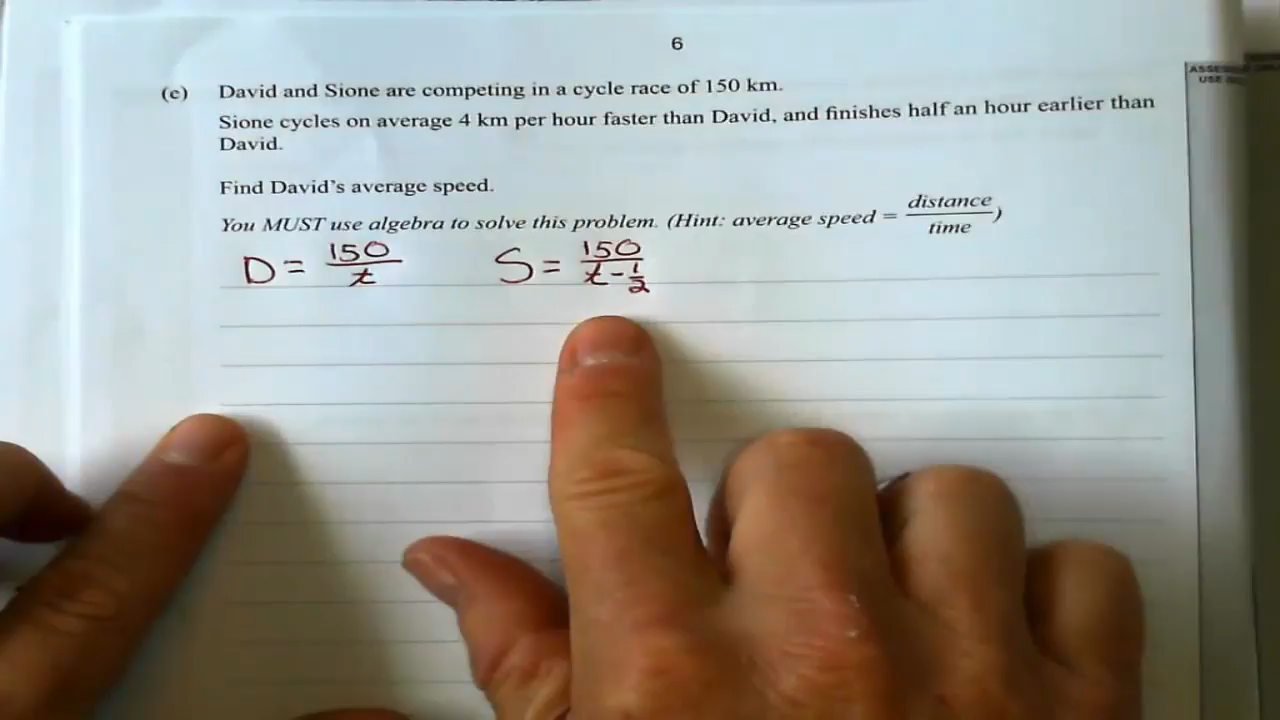 6
ASSE
USE
(c) David and Sione are competing in a cycle race of 150 km.
Sione cycles on average 4 km per hour faster than David, and finishes half an hour earlier than
David.
Find David's average speed.
You MUST use algebra to solve this problem. (Hint: average speed = distance/time)
D = 150/t S = 150/(t - 1/2)